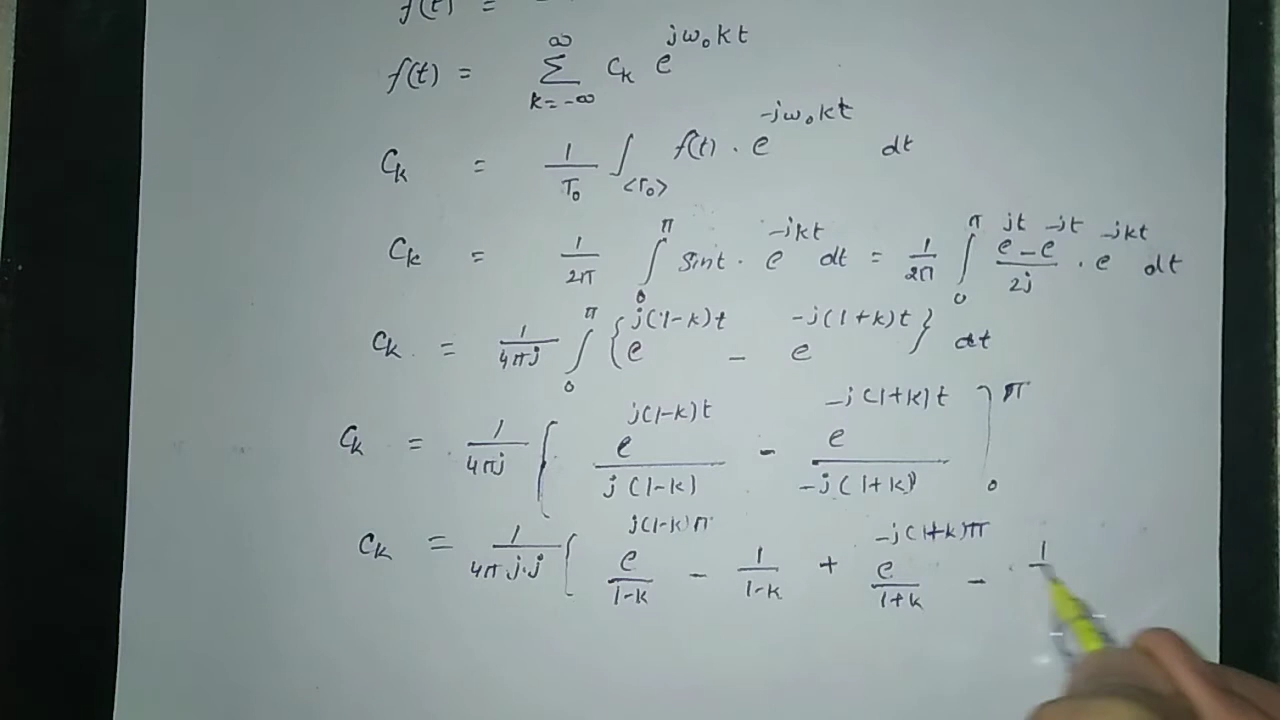 f(t) =
f(t) = ∞ Σ k=-∞ C_k e^{jω₀kt}
C_k = 1/T₀ ∫_{<T₀>} f(t) · e^{-jω₀kt} dt
C_k = 1/2π ∫_0^π sint · e^{-jkt} dt = 1/2π ∫_0^π (e^{jt} - e^{-jt})/2j · e^{-jkt} dt
C_k = 1/4πj ∫_0^π { e^{j(1-k)t} - e^{-j(1+k)t} } dt
C_k = 1/4πj [ e^{j(1-k)t}/j(1-k) - e^{-j(1+k)t}/-j(1+k) ]_0^π
C_k = 1/4πj·j [ e^{j(1-k)π}/1-k - 1/1-k + e^{-j(1+k)π}/1+k - 1